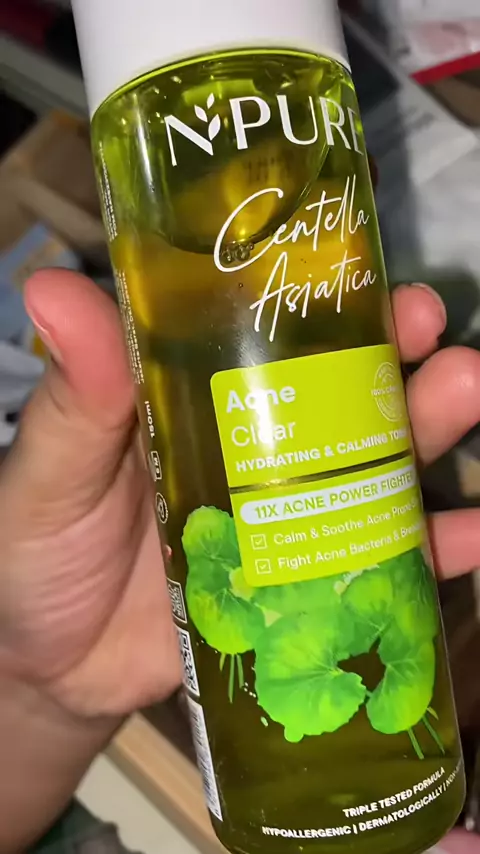 NPURE
Centella
Asiatica
Acne
Clear
HYDRATING & CALMING
11X ACNE POWER
Calm & Soothe Acne
Fight Acne Bacteria &
150ml
TRIPLE TESTED FORMULA
HYPOALLERGENIC | DERMATOLOGICALLY |